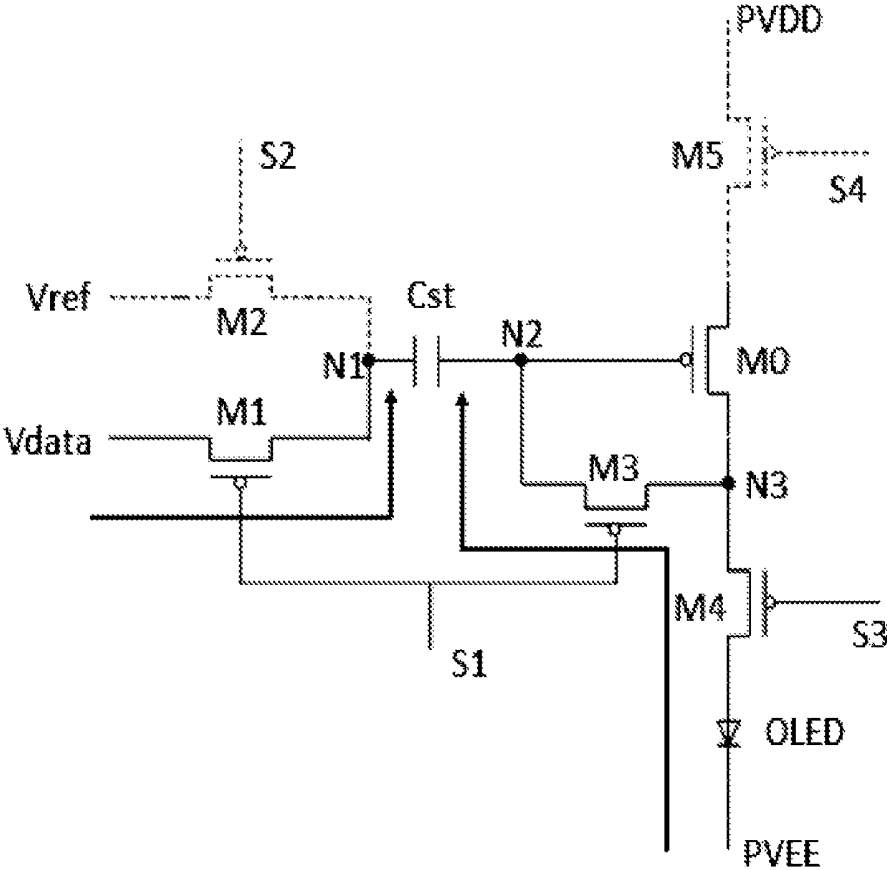 PVDD
S2
M5
S4
Vref
M2
Cst
N1
N2
M0
Vdata
M1
M3
N3
M4
S3
S1
OLED
PVEE